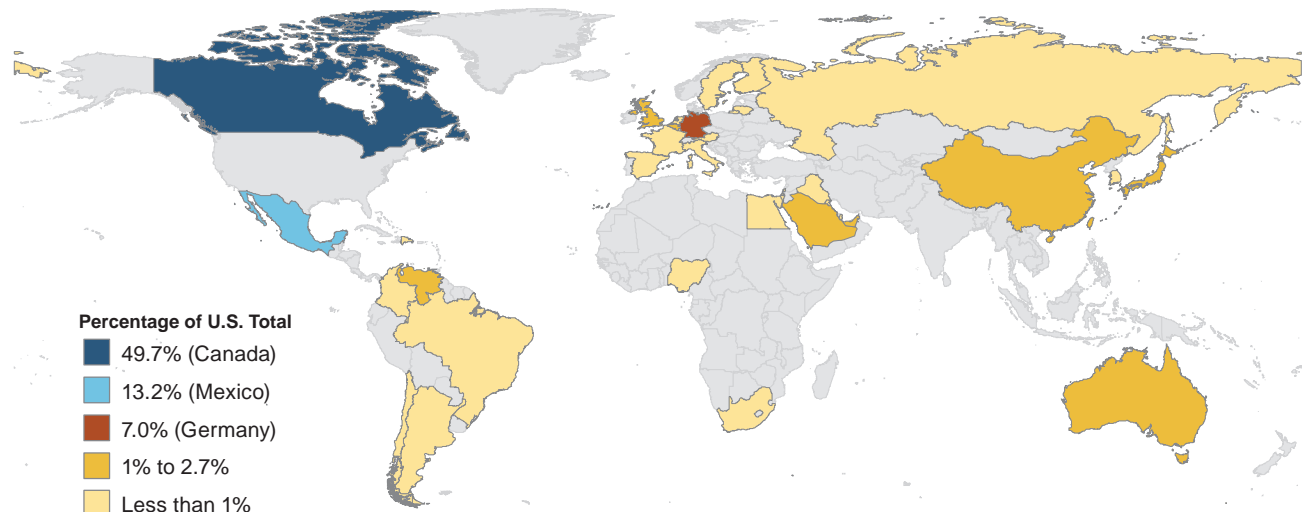 Percentage of U.S. Total
49.7% (Canada)
13.2% (Mexico)
7.0% (Germany)
1% to 2.7%
Less than 1%